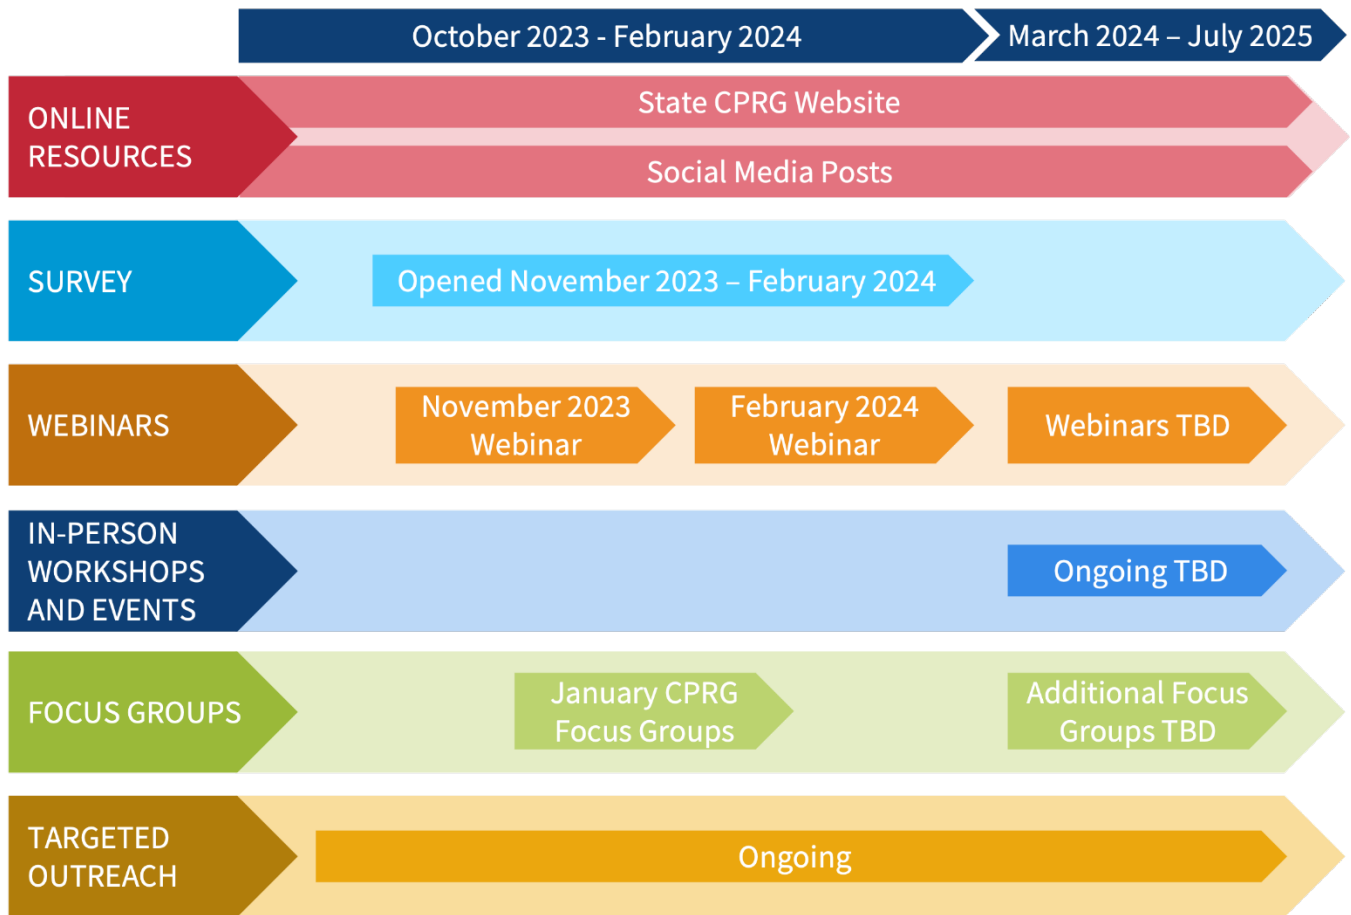 October 2023 - February 2024
March 2024 – July 2025
ONLINE
RESOURCES
State CPRG Website
Social Media Posts
SURVEY
Opened November 2023 – February 2024
WEBINARS
November 2023
Webinar
February 2024
Webinar
Webinars TBD
IN-PERSON
WORKSHOPS
AND EVENTS
Ongoing TBD
FOCUS GROUPS
January CPRG
Focus Groups
Additional Focus
Groups TBD
TARGETED
OUTREACH
Ongoing